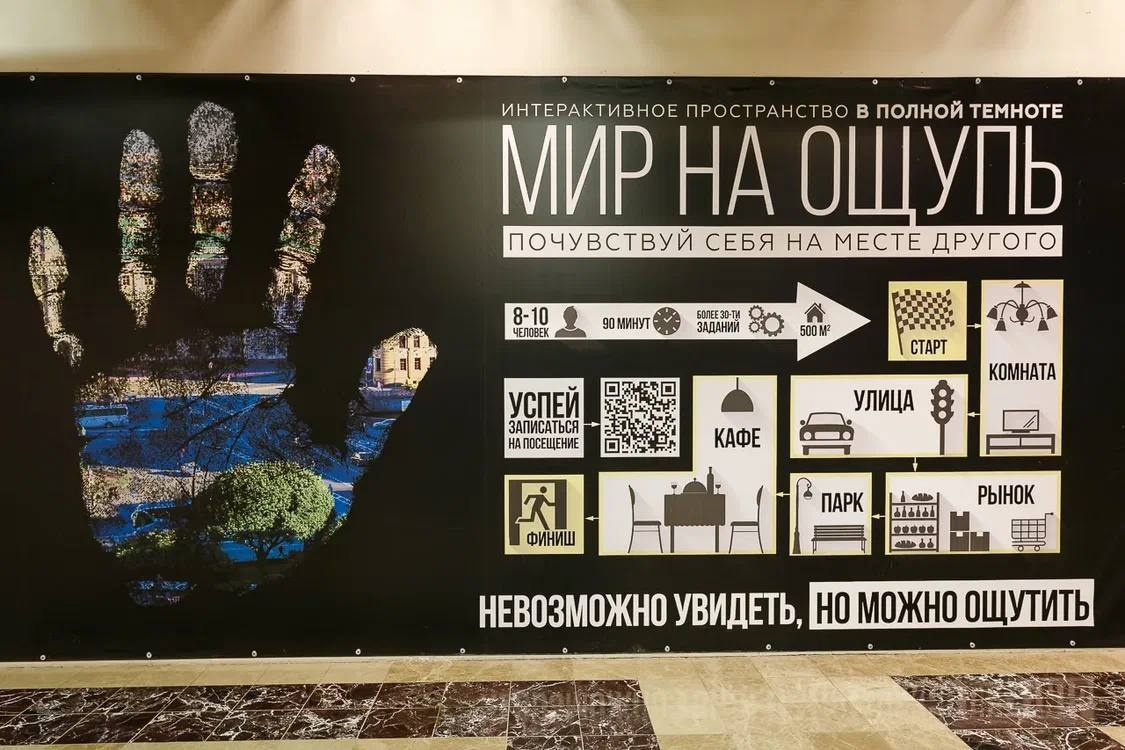 ИНТЕРАКТИВНОЕ ПРОСТРАНСТВО В ПОЛНОЙ ТЕМНОТЕ
МИР НА ОЩУПЬ
ПОЧУВСТВУЙ СЕБЯ НА МЕСТЕ ДРУГОГО
8-10
ЧЕЛОВЕК
90 МИНУТ
БОЛЕЕ 30-ТИ
ЗАДАНИЙ
500 М²
СТАРТ
КОМНАТА
УЛИЦА
РЫНОК
ПАРК
КАФЕ
ФИНИШ
УСПЕЙ
ЗАПИСАТЬСЯ
НА ПОСЕЩЕНИЕ
НЕВОЗМОЖНО УВИДЕТЬ, НО МОЖНО ОЩУТИТЬ